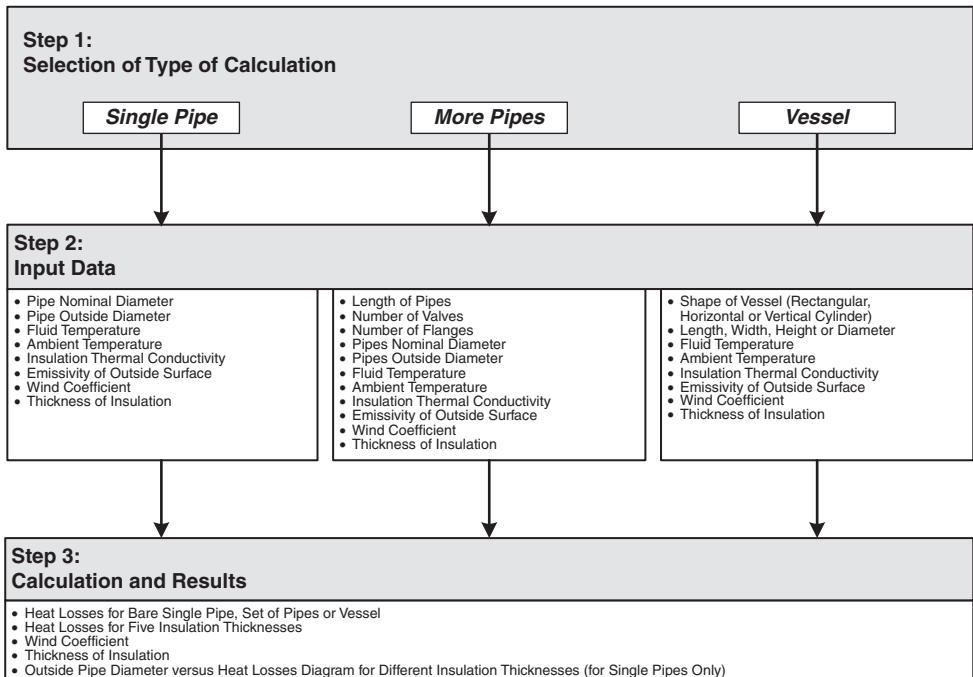 Step 1:
Selection of Type of Calculation
Single Pipe
More Pipes
Vessel
Step 2:
Input Data
• Pipe Nominal Diameter
• Pipe Outside Diameter
• Fluid Temperature
• Ambient Temperature
• Insulation Thermal Conductivity
• Emissivity of Outside Surface
• Wind Coefficient
• Thickness of Insulation
• Length of Pipes
• Number of Valves
• Number of Flanges
• Pipes Nominal Diameter
• Pipes Outside Diameter
• Fluid Temperature
• Ambient Temperature
• Insulation Thermal Conductivity
• Emissivity of Outside Surface
• Wind Coefficient
• Thickness of Insulation
• Shape of Vessel (Rectangular,
Horizontal or Vertical Cylinder)
• Length, Width, Height or Diameter
• Fluid Temperature
• Ambient Temperature
• Insulation Thermal Conductivity
• Emissivity of Outside Surface
• Wind Coefficient
• Thickness of Insulation
Step 3:
Calculation and Results
• Heat Losses for Bare Single Pipe, Set of Pipes or Vessel
• Heat Losses for Five Insulation Thicknesses
• Wind Coefficient
• Thickness of Insulation
• Outside Pipe Diameter versus Heat Losses Diagram for Different Insulation Thicknesses (for Single Pipes Only)